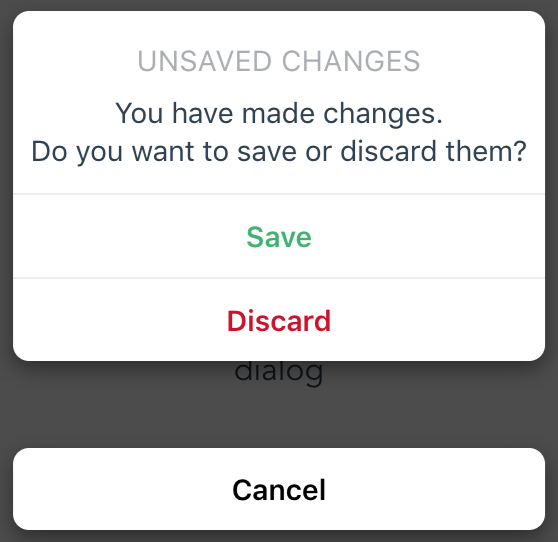 UNSAVED CHANGES
You have made changes.
Do you want to save or discard them?
Save
Discard
dialog
Cancel